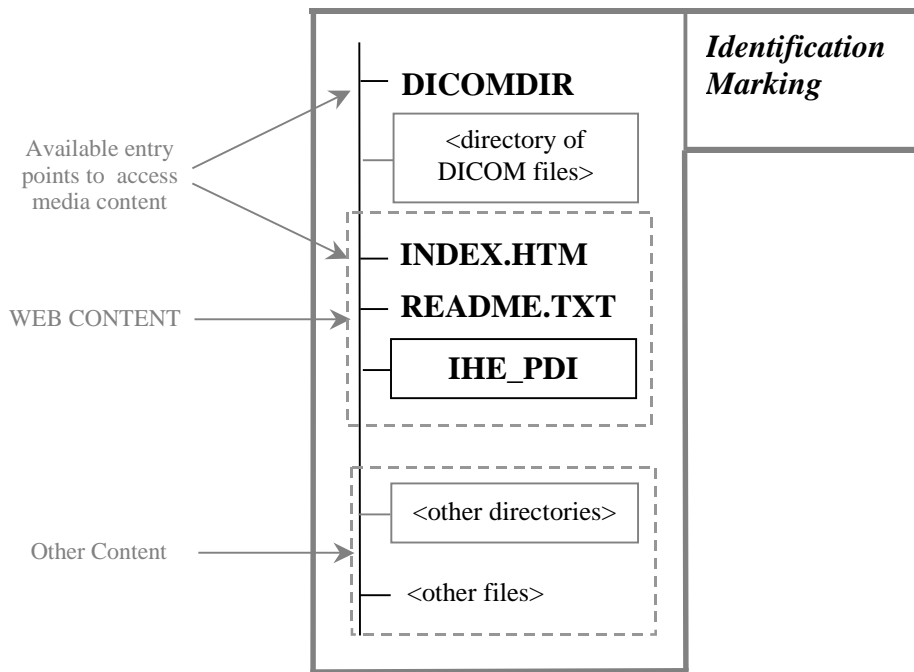 Identification
Marking
DICOMDIR
<directory of
DICOM files>
Available entry
points to access
media content
INDEX.HTM
README.TXT
WEB CONTENT
IHE_PDI
<other directories>
Other Content
<other files>